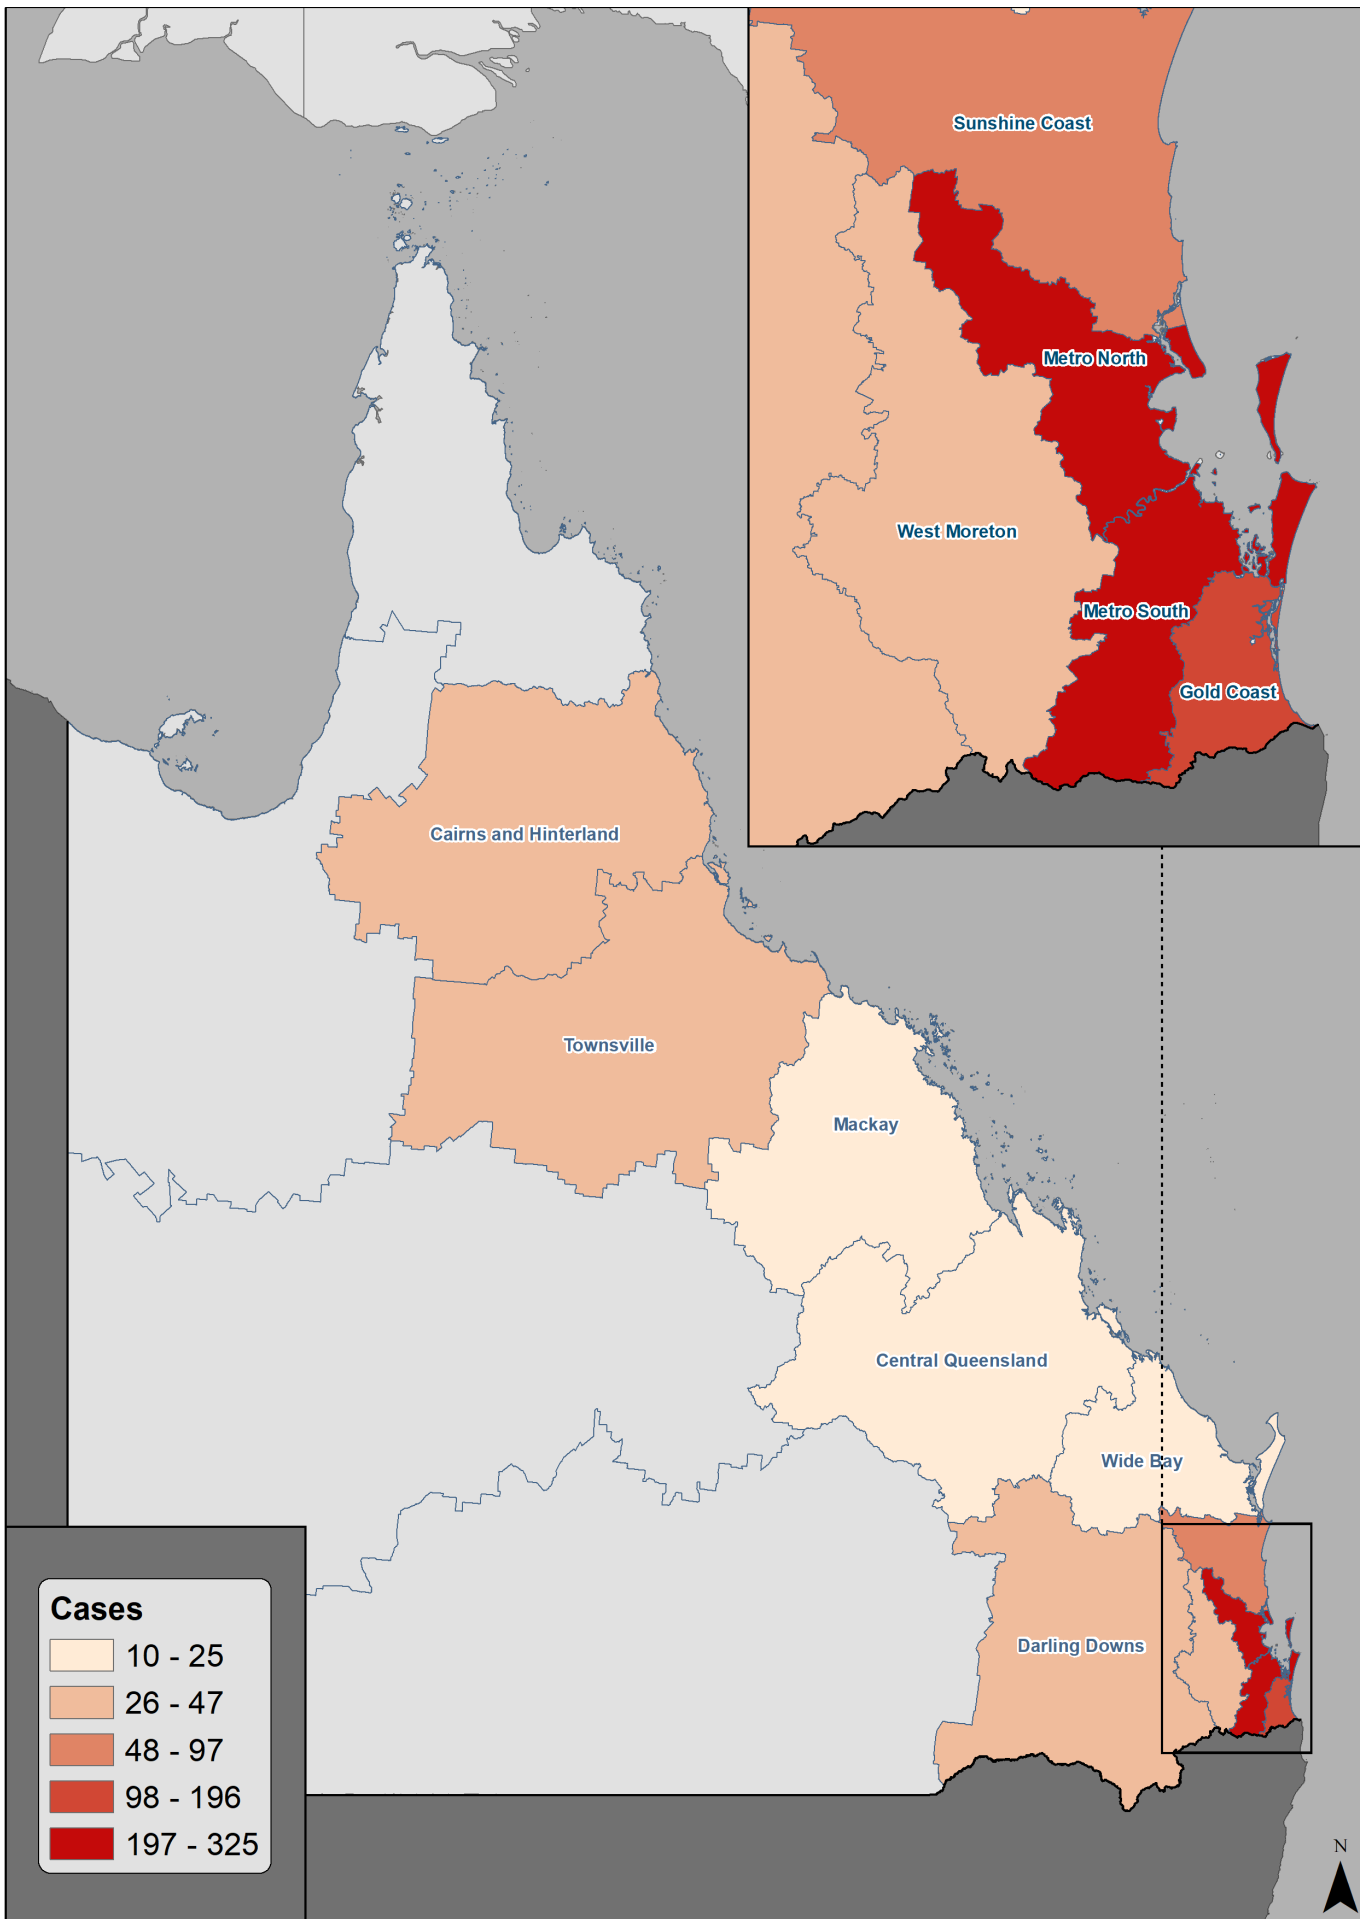 Sunshine Coast
Metro North
West Moreton
Metro South
Gold Coast
Cairns and Hinterland
Townsville
Mackay
Central Queensland
Wide Bay
Darling Downs
Cases
10 - 25
26 - 47
48 - 97
98 - 196
197 - 325
N